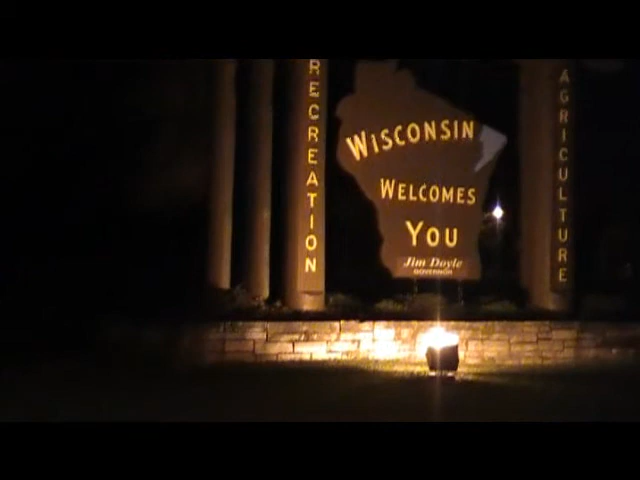 RECREATION
WISCONSIN
WELCOMES
YOU
Jim Doyle
GOVERNOR
AGRICULTURE